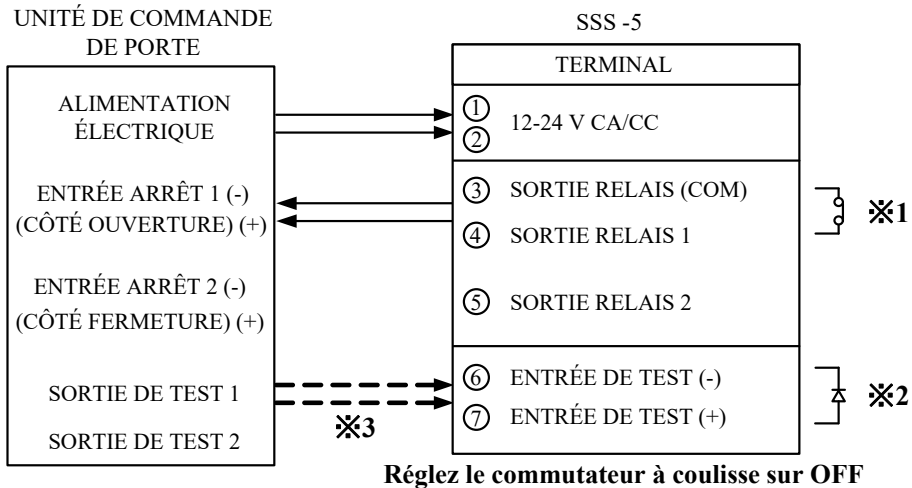 UNITÉ DE COMMANDE
DE PORTE
ALIMENTATION
ÉLECTRIQUE
ENTRÉE ARRÊT 1 (-)
(CÔTÉ OUVERTURE) (+)
ENTRÉE ARRÊT 2 (-)
(CÔTÉ FERMETURE) (+)
SORTIE DE TEST 1
SORTIE DE TEST 2
※3
SSS -5
TERMINAL
① 
② 12-24 V CA/CC
③ SORTIE RELAIS (COM)
④ SORTIE RELAIS 1
⑤ SORTIE RELAIS 2
⑥ ENTRÉE DE TEST (-)
⑦ ENTRÉE DE TEST (+)
※1
※2
Réglez le commutateur à coulisse sur OFF